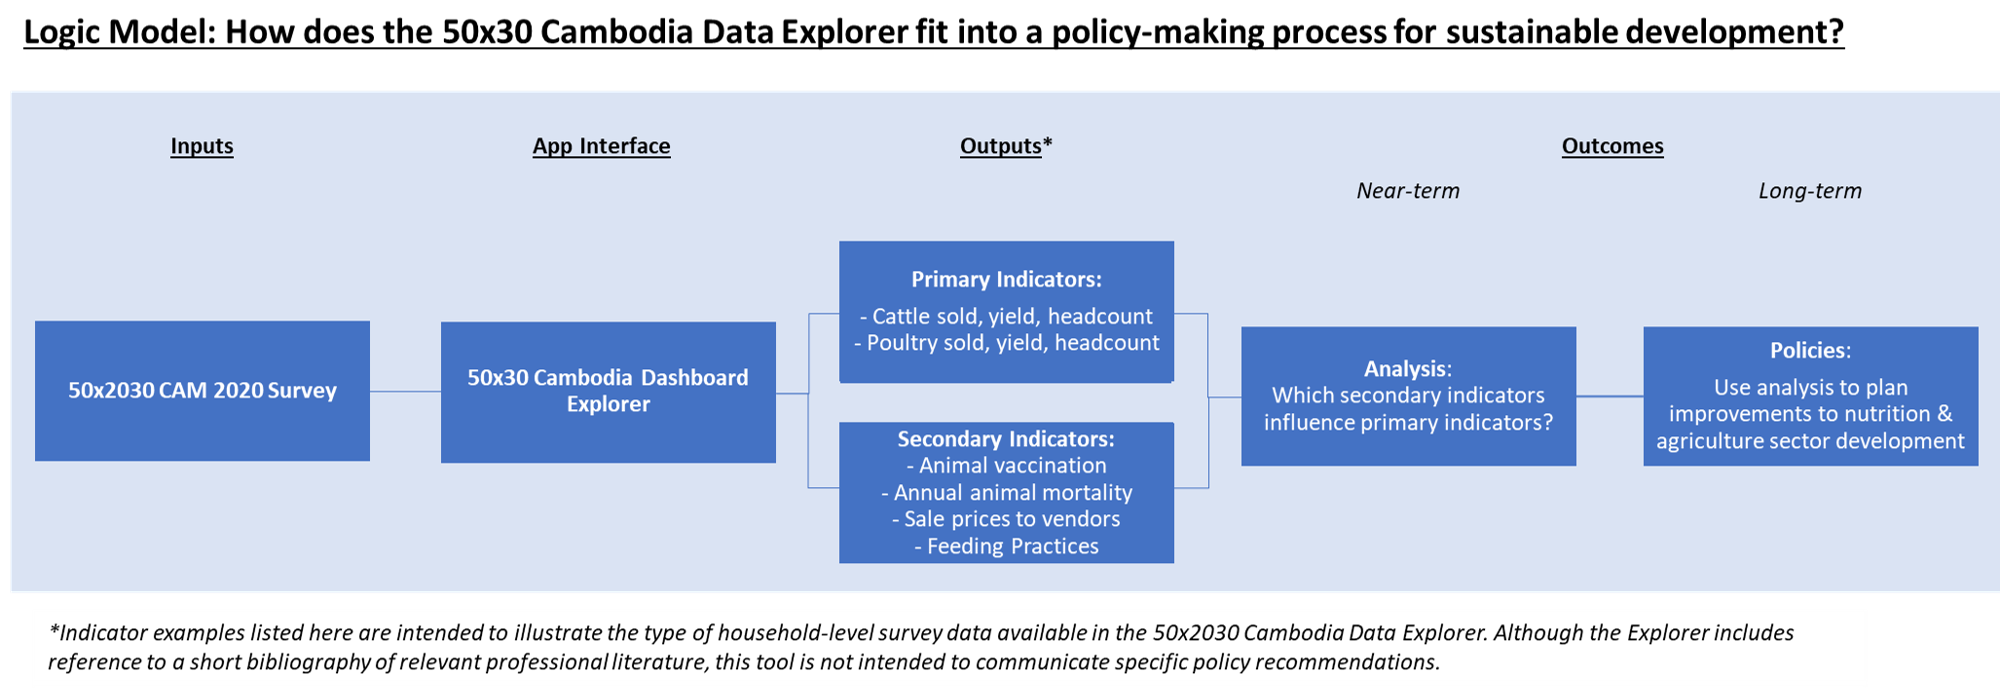 Logic Model: How does the 50x30 Cambodia Data Explorer fit into a policy-making process for sustainable development?
Inputs
App Interface
Outputs*
Outcomes
Near-term
Long-term
50x2030 CAM 2020 Survey
50x30 Cambodia Dashboard
Explorer
Primary Indicators:
- Cattle sold, yield, headcount
- Poultry sold, yield, headcount
Secondary Indicators:
- Animal vaccination
- Annual animal mortality
- Sale prices to vendors
- Feeding Practices
Analysis:
Which secondary indicators
influence primary indicators?
Policies:
Use analysis to plan
improvements to nutrition &
agriculture sector development
*Indicator examples listed here are intended to illustrate the type of household-level survey data available in the 50x2030 Cambodia Data Explorer. Although the Explorer includes
reference to a short bibliography of relevant professional literature, this tool is not intended to communicate specific policy recommendations.